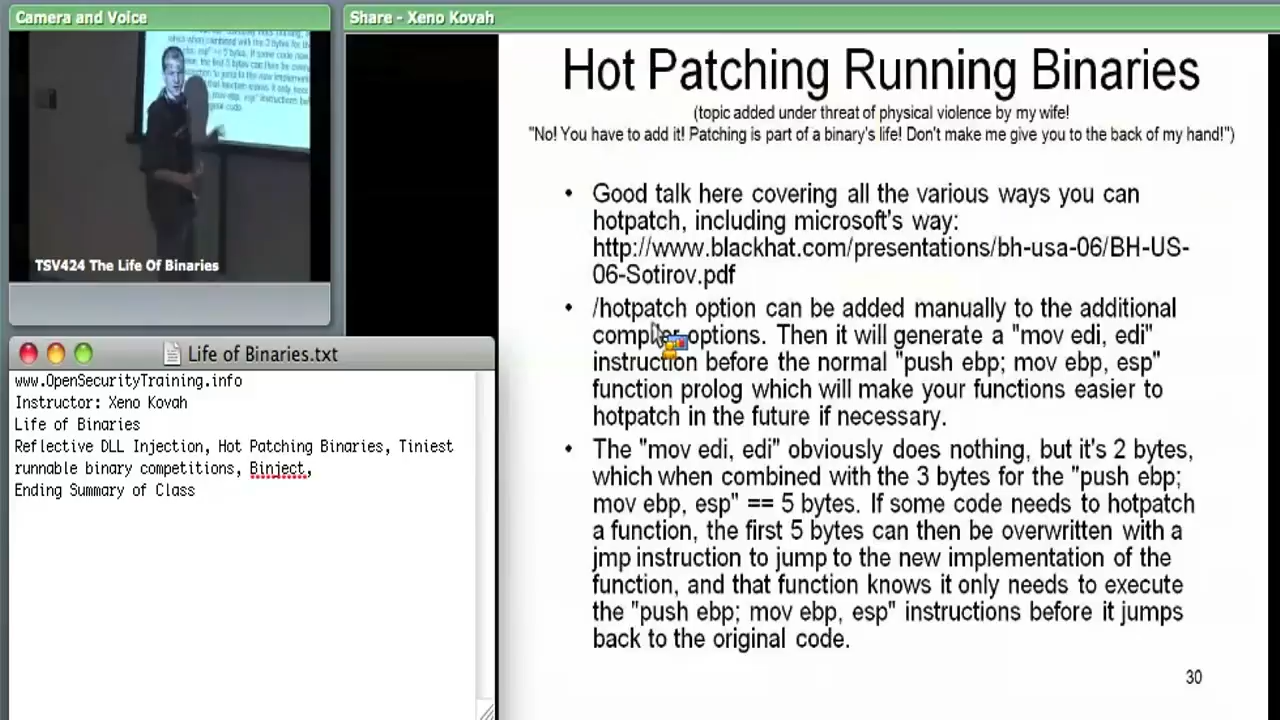 Camera and Voice
TSV424 The Life Of Binaries
Life of Binaries.txt
www.OpenSecurityTraining.info
Instructor: Xeno Kovah
Life of Binaries
Reflective DLL Injection, Hot Patching Binaries, Tiniest
runnable binary competitions, Binject,
Ending Summary of Class
Share - Xeno Kovah
Hot Patching Running Binaries
(topic added under threat of physical violence by my wife!
"No! You have to add it! Patching is part of a binary's life! Don't make me give you to the back of my hand!")
• Good talk here covering all the various ways you can
hotpatch, including microsoft's way:
http://www.blackhat.com/presentations/bh-usa-06/BH-US-
06-Sotirov.pdf
• /hotpatch option can be added manually to the additional
compiler options. Then it will generate a "mov edi, edi"
instruction before the normal "push ebp; mov ebp, esp"
function prolog which will make your functions easier to
hotpatch in the future if necessary.
• The "mov edi, edi" obviously does nothing, but it's 2 bytes,
which when combined with the 3 bytes for the "push ebp;
mov ebp, esp" == 5 bytes. If some code needs to hotpatch
a function, the first 5 bytes can then be overwritten with a
jmp instruction to jump to the new implementation of the
function, and that function knows it only needs to execute
the "push ebp; mov ebp, esp" instructions before it jumps
back to the original code.
30